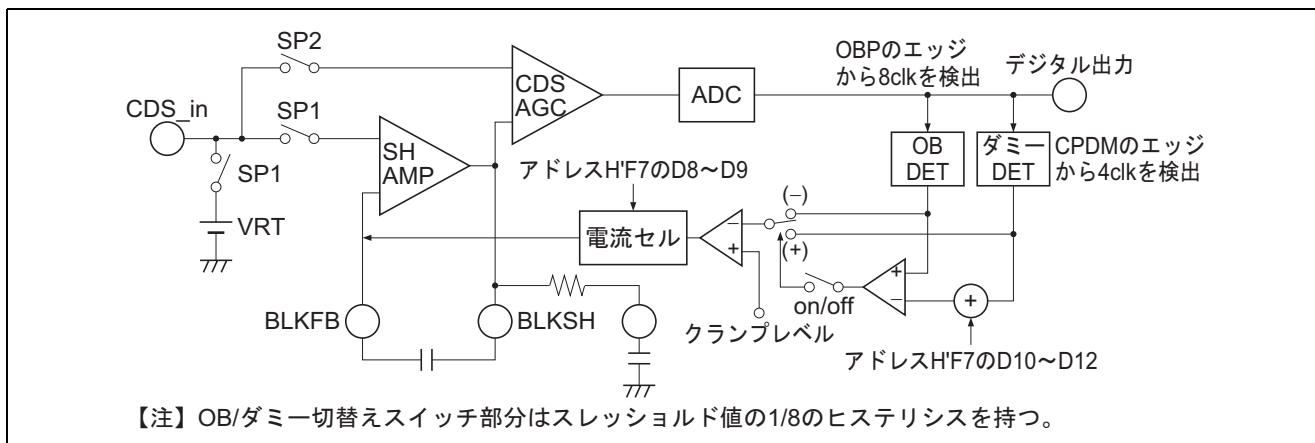 SP2
OBPのエッジ
から8clkを検出
デジタル出力
CDS
AGC
ADC
CDS_in
SP1
SH
AMP
OB
DET
ダミー
DET
CPDMのエッジ
から4clkを検出
SP1
アドレスH'F7のD8～D9
(−)
VRT
電流セル
−
+
(+)
+
−
+
on/off
BLKFB
BLKSH
クランプレベル
アドレスH'F7のD10～D12
【注】OB/ダミー切替えスイッチ部分はスレッショルド値の1/8のヒステリシスを持つ。